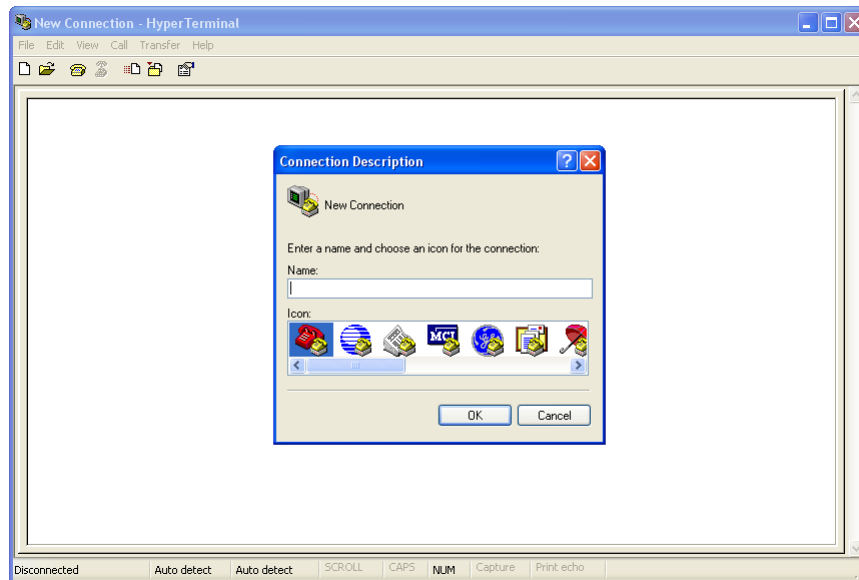 New Connection - HyperTerminal
File Edit View Call Transfer Help
Connection Description
New Connection
Enter a name and choose an icon for the connection:
Name:
Icon:
MCI
OK Cancel
Disconnected Auto detect Auto detect SCROLL CAPS NUM Capture Print echo